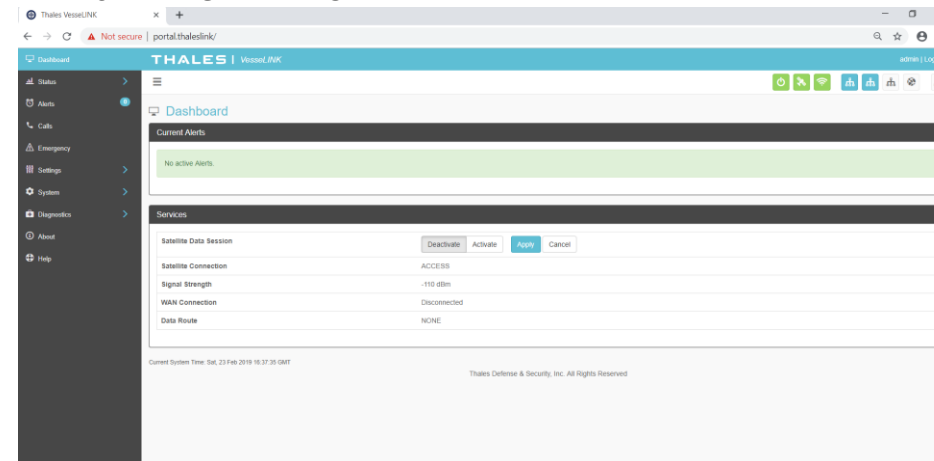 Thales VesseLINK
Not secure | portal.thaleslink/
Dashboard
THALES | VesseLINK
admin | Log
Status
Alerts
0
Calls
Emergency
Settings
System
Diagnostics
About
Help
Dashboard
Current Alerts
No active Alerts.
Services
Satellite Data Session Deactivate Activate Apply Cancel
Satellite Connection ACCESS
Signal Strength -110 dBm
WAN Connection Disconnected
Data Route NONE
Current System Time: Sat, 23 Feb 2019 16:37:35 GMT
Thales Defense & Security, Inc. All Rights Reserved.